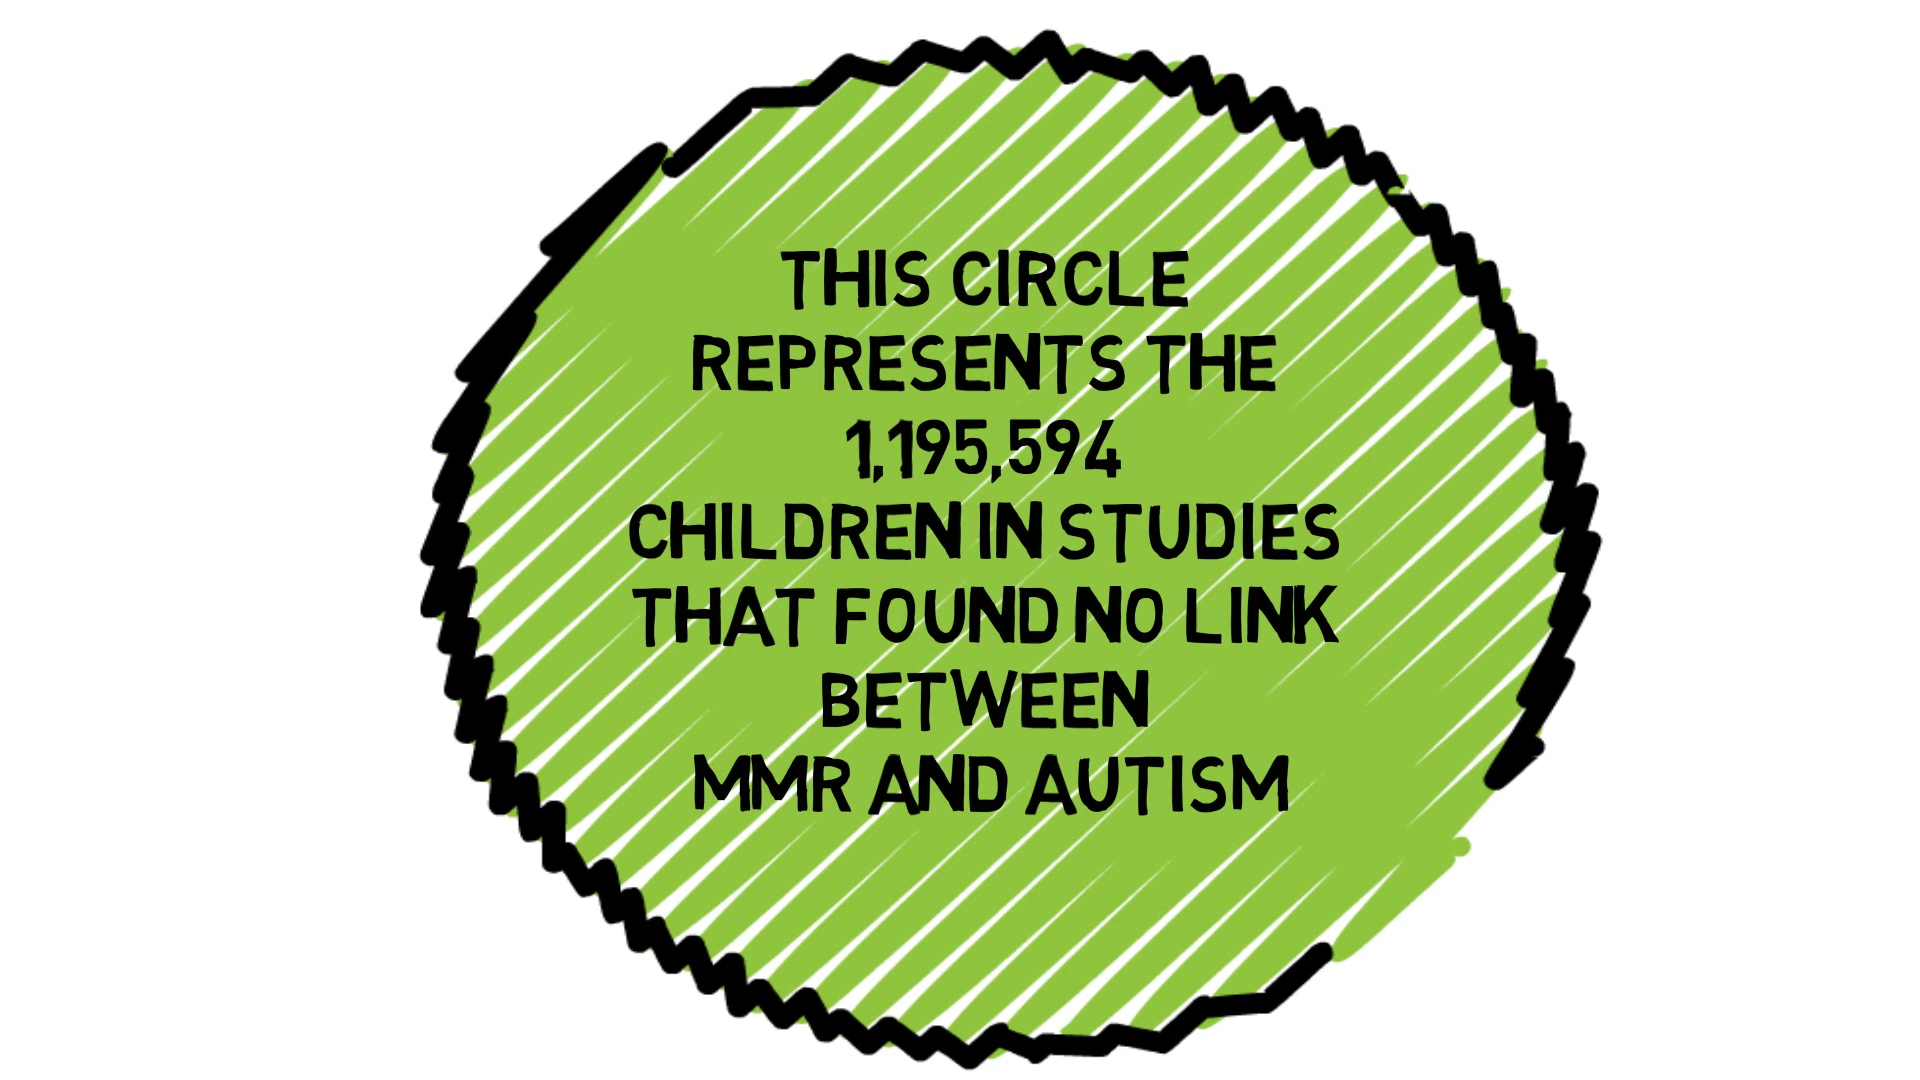 THIS CIRCLE
REPRESENTS THE
1,195,594
CHILDREN IN STUDIES
THAT FOUND NO LINK
BETWEEN
MMR AND AUTISM